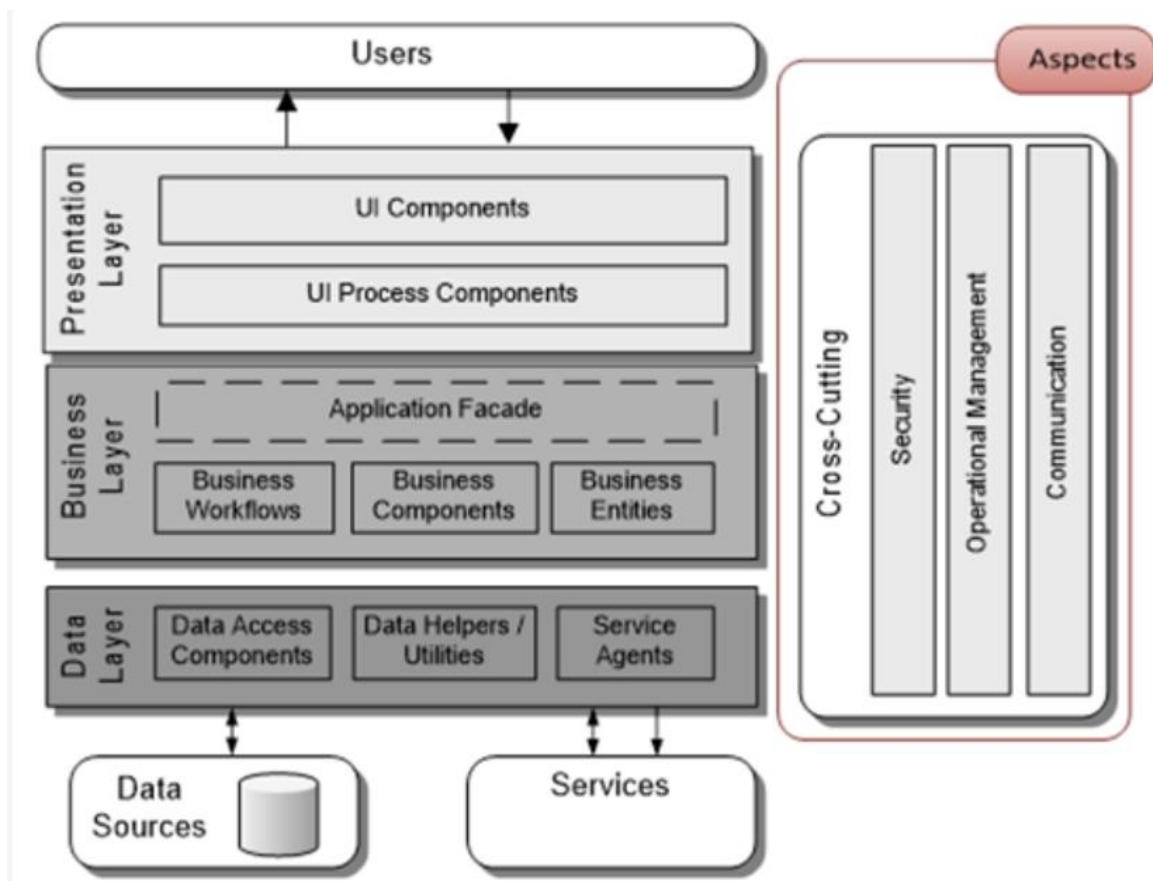 Users
Aspects
Presentation
Layer
UI Components
UI Process Components
Business
Layer
Application Facade
Business
Workflows
Business
Components
Business
Entities
Data
Layer
Data Access
Components
Data Helpers /
Utilities
Service
Agents
Data
Sources
Services
Cross-Cutting
Security
Operational Management
Communication